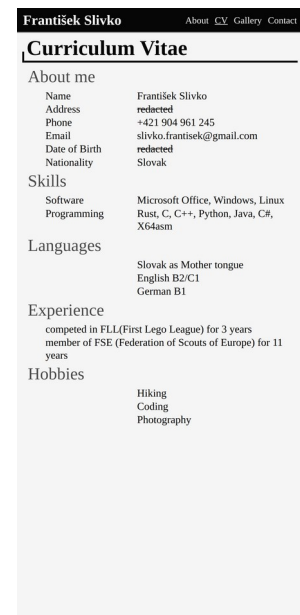 František Slivko About CV Gallery Contact
Curriculum Vitae
About me
Name František Slivko
Address redacted
Phone +421 904 961 245
Email slivko.frantisek@gmail.com
Date of Birth redacted
Nationality Slovak
Skills
Software Microsoft Office, Windows, Linux
Programming Rust, C, C++, Python, Java, C#,
X64asm
Languages
Slovak as Mother tongue
English B2/C1
German B1
Experience
competed in FLL(First Lego League) for 3 years
member of FSE (Federation of Scouts of Europe) for 11
years
Hobbies
Hiking
Coding
Photography